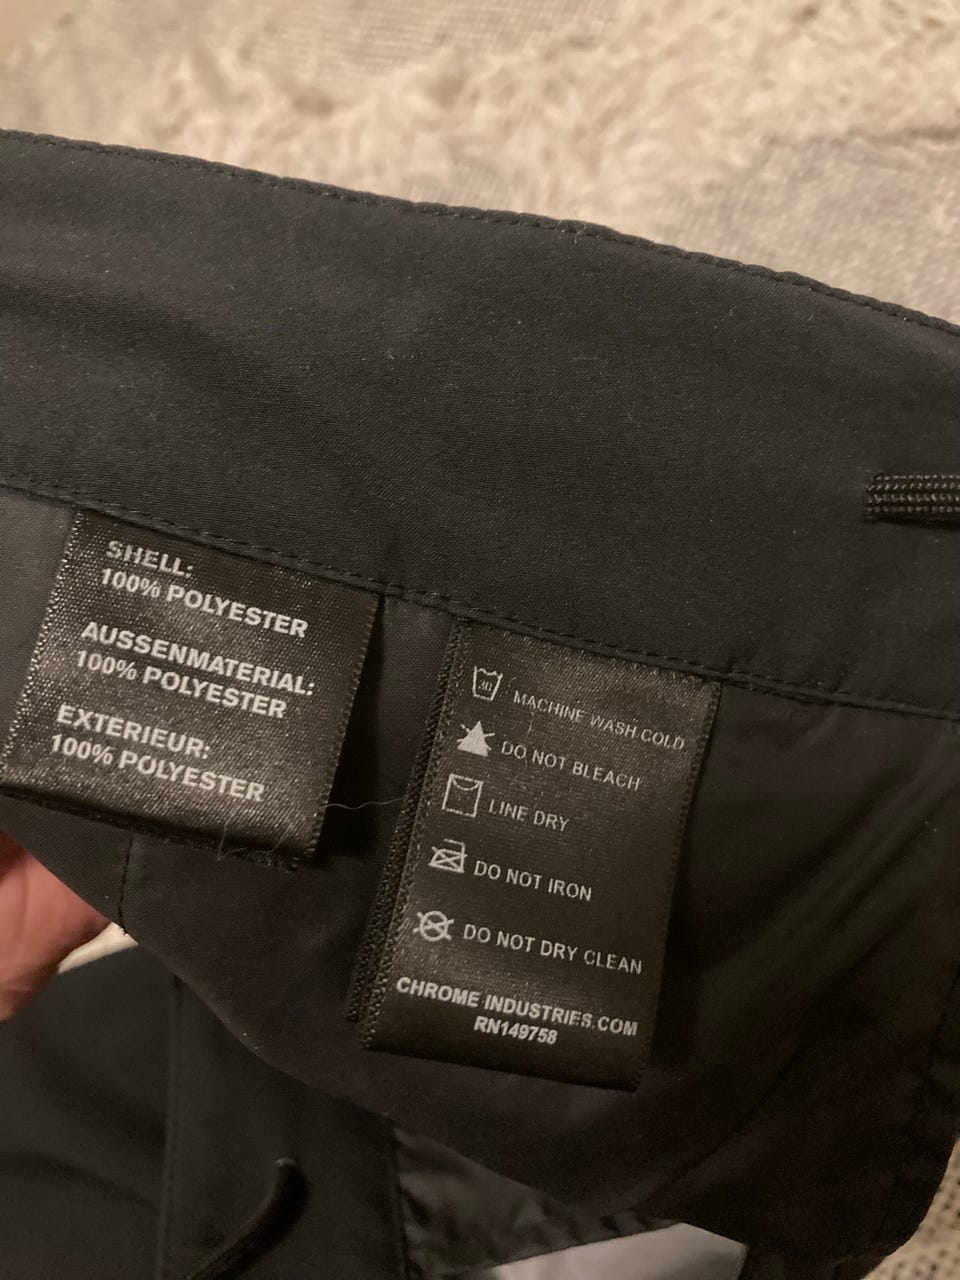 SHELL:
100% POLYESTER
AUSSENMATERIAL:
100% POLYESTER
EXTERIEUR:
100% POLYESTER
30 MACHINE WASH COLD
DO NOT BLEACH
LINE DRY
DO NOT IRON
DO NOT DRY CLEAN
CHROME INDUSTRIES.COM
RN149758